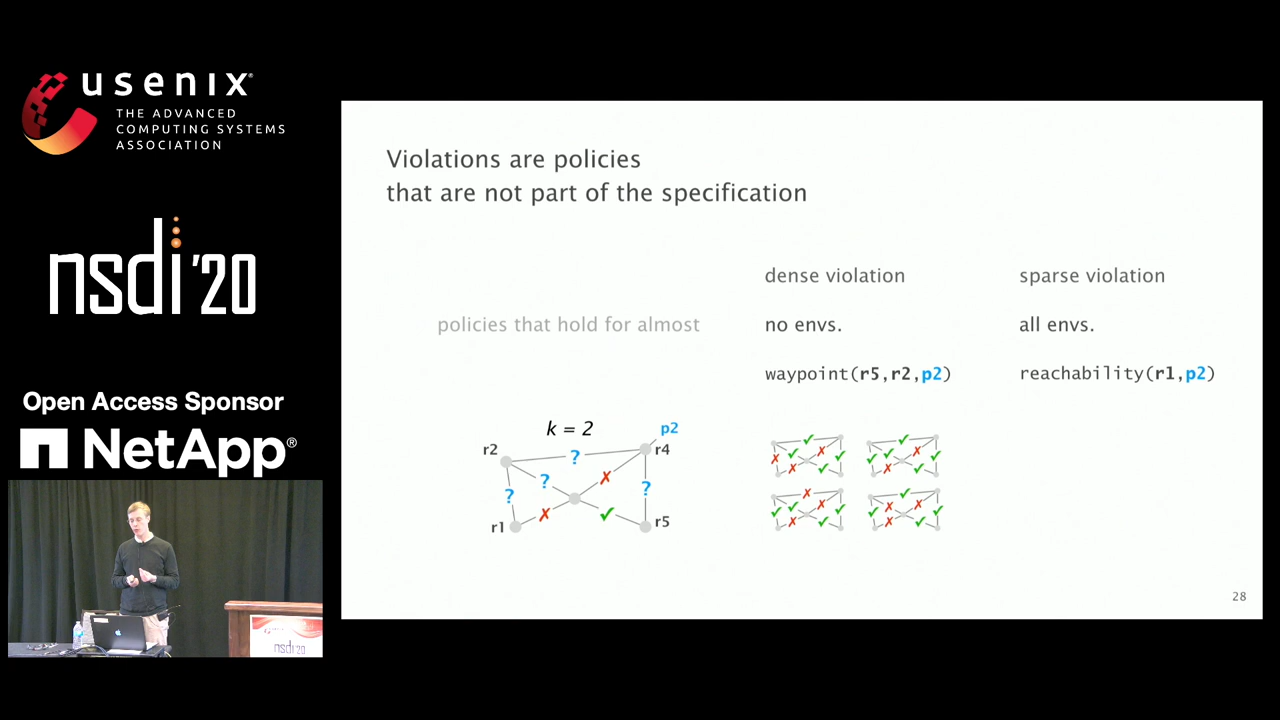 usenix
THE ADVANCED
COMPUTING SYSTEMS
ASSOCIATION
nsdi '20
Open Access Sponsor
NetApp®
Violations are policies
that are not part of the specification
dense violation
sparse violation
policies that hold for almost
no envs.
all envs.
waypoint(r5,r2,p2)
reachability(r1,p2)
k = 2
p2
r2
r4
?
?
✗
?
?
✗
✓
r1
r5
28
nsdi'20